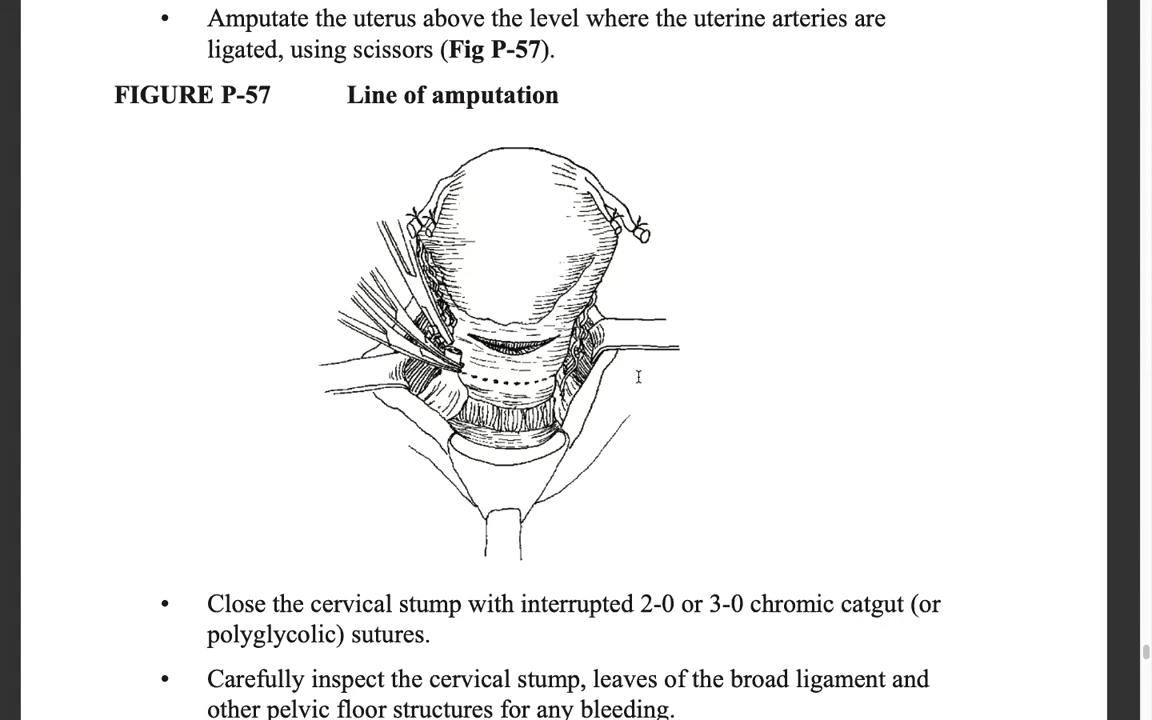 • Amputate the uterus above the level where the uterine arteries are
ligated, using scissors (Fig P-57).
FIGURE P-57 Line of amputation
• Close the cervical stump with interrupted 2-0 or 3-0 chromic catgut (or
polyglycolic) sutures.
• Carefully inspect the cervical stump, leaves of the broad ligament and
other pelvic floor structures for any bleeding.